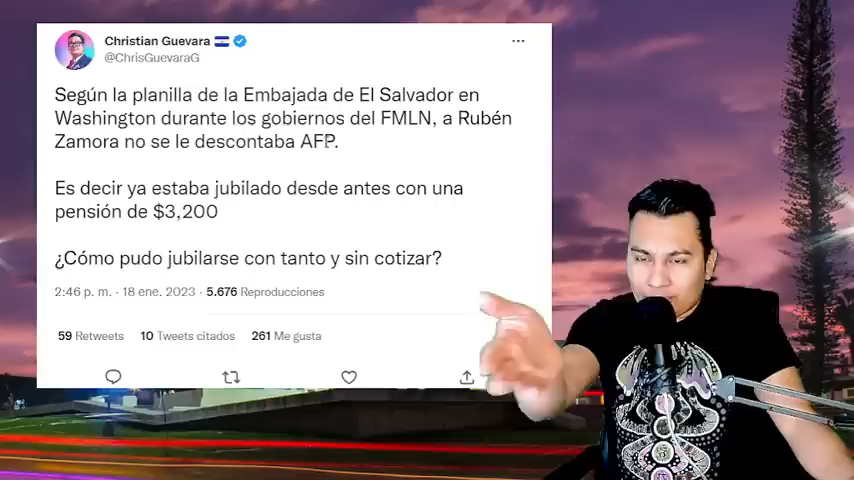 Christian Guevara 🇸🇻
@ChrisGuevaraG
Según la planilla de la Embajada de El Salvador en
Washington durante los gobiernos del FMLN, a Rubén
Zamora no se le descontaba AFP.
Es decir ya estaba jubilado desde antes con una
pensión de $3,200
¿Cómo pudo jubilarse con tanto y sin cotizar?
2:46 p. m. · 18 ene. 2023 · 5.676 Reproducciones
59 Retweets 10 Tweets citados 261 Me gusta